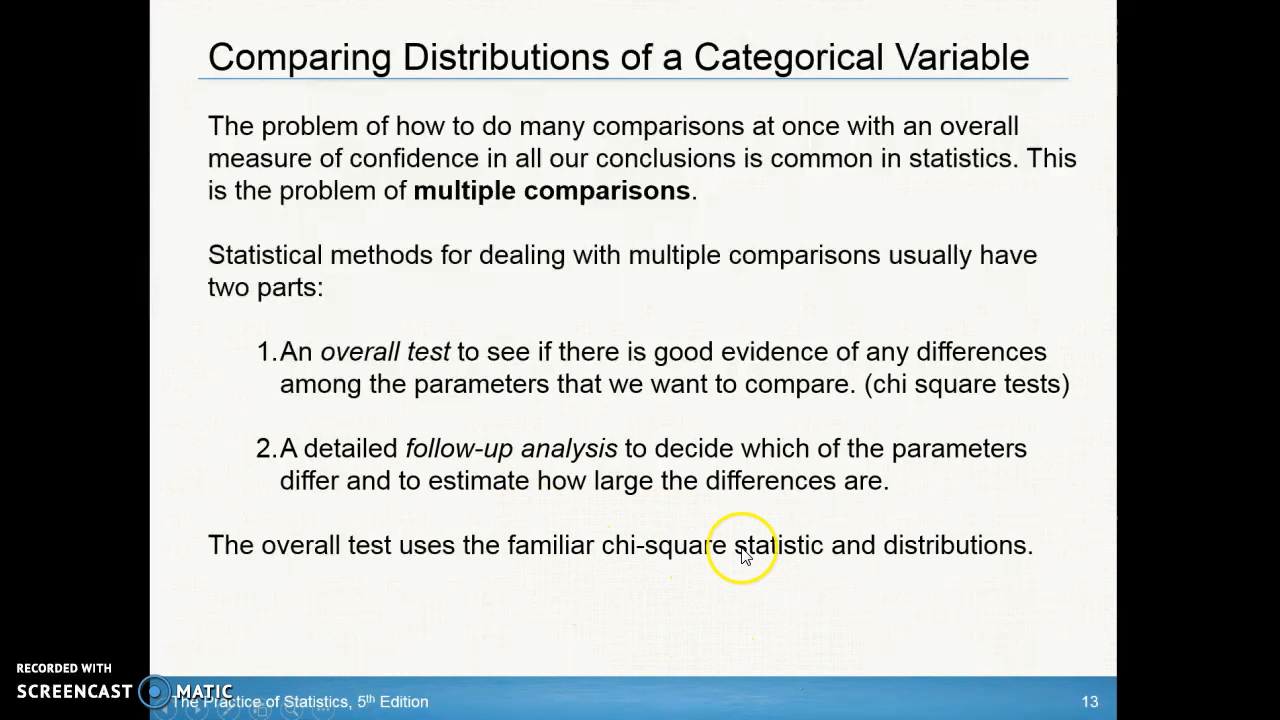 Comparing Distributions of a Categorical Variable
The problem of how to do many comparisons at once with an overall
measure of confidence in all our conclusions is common in statistics. This
is the problem of multiple comparisons.
Statistical methods for dealing with multiple comparisons usually have
two parts:
1. An overall test to see if there is good evidence of any differences
among the parameters that we want to compare. (chi square tests)
2. A detailed follow-up analysis to decide which of the parameters
differ and to estimate how large the differences are.
The overall test uses the familiar chi-square statistic and distributions.
RECORDED WITH
SCREENCAST MATIC
The Practice of Statistics, 5th Edition
13